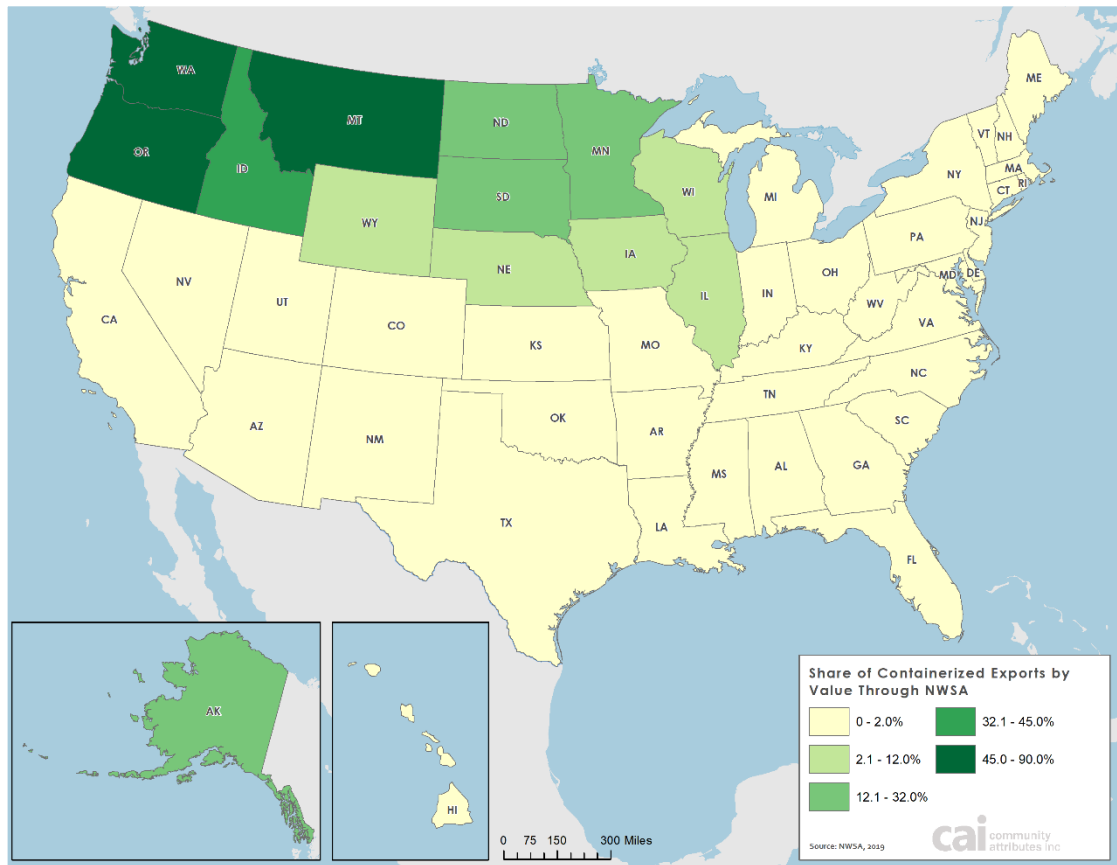 WA
MT
ND
MN
OR
ID
SD
WI
WY
NE
IA
IL
MI
ME
VT
NH
NY
MA
CT
RI
NJ
PA
MD
DE
OH
IN
WV
VA
KY
NC
TN
SC
CA
NV
UT
CO
KS
MO
AZ
NM
OK
AR
MS
AL
GA
TX
LA
FL
AK
HI
0 75 150 300 Miles
Share of Containerized Exports by
Value Through NWSA
0 - 2.0%
2.1 - 12.0%
12.1 - 32.0%
32.1 - 45.0%
45.0 - 90.0%
Source: NWSA, 2019
cai community
attributes inc